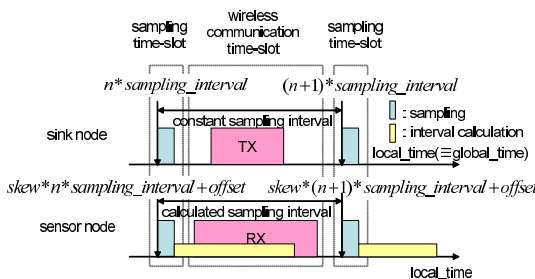 sampling
time-slot
wireless
communication
time-slot
sampling
time-slot
n* sampling_interval
(n+1)* sampling_interval
constant sampling interval
: sampling
: interval calculation
sink node
TX
local_time(≡global_time)
skew*n*sampling_interval+offset
skew*(n+1)*sampling_interval+offset
calculated sampling interval
sensor node
RX
local_time